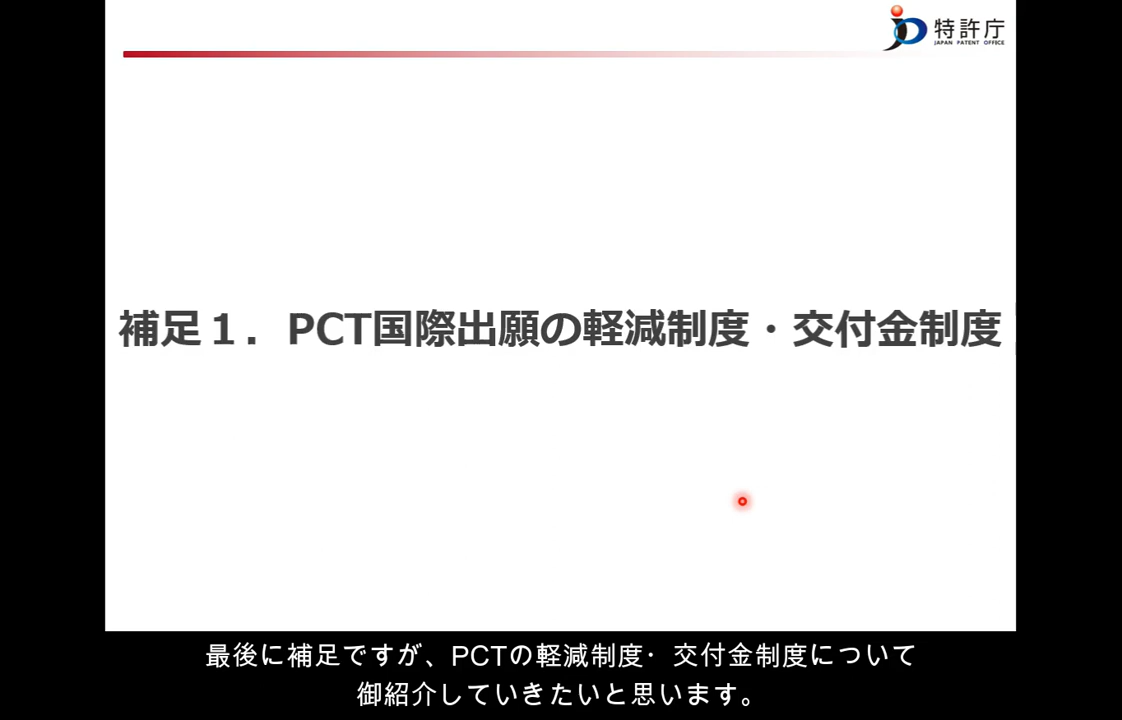 特許庁
JAPAN PATENT OFFICE
補足１．PCT国際出願の軽減制度・交付金制度
最後に補足ですが、PCTの軽減制度・ 交付金制度について
御紹介していきたいと思います。